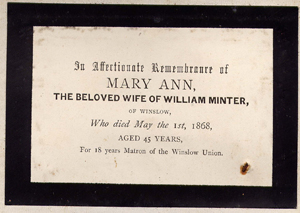 In Affectionate Remembrance of
MARY ANN,
THE BELOVED WIFE OF WILLIAM MINTER,
OF WINSLOW,
Who died May the 1st, 1868,
AGED 45 YEARS,
For 18 years Matron of the Winslow Union.